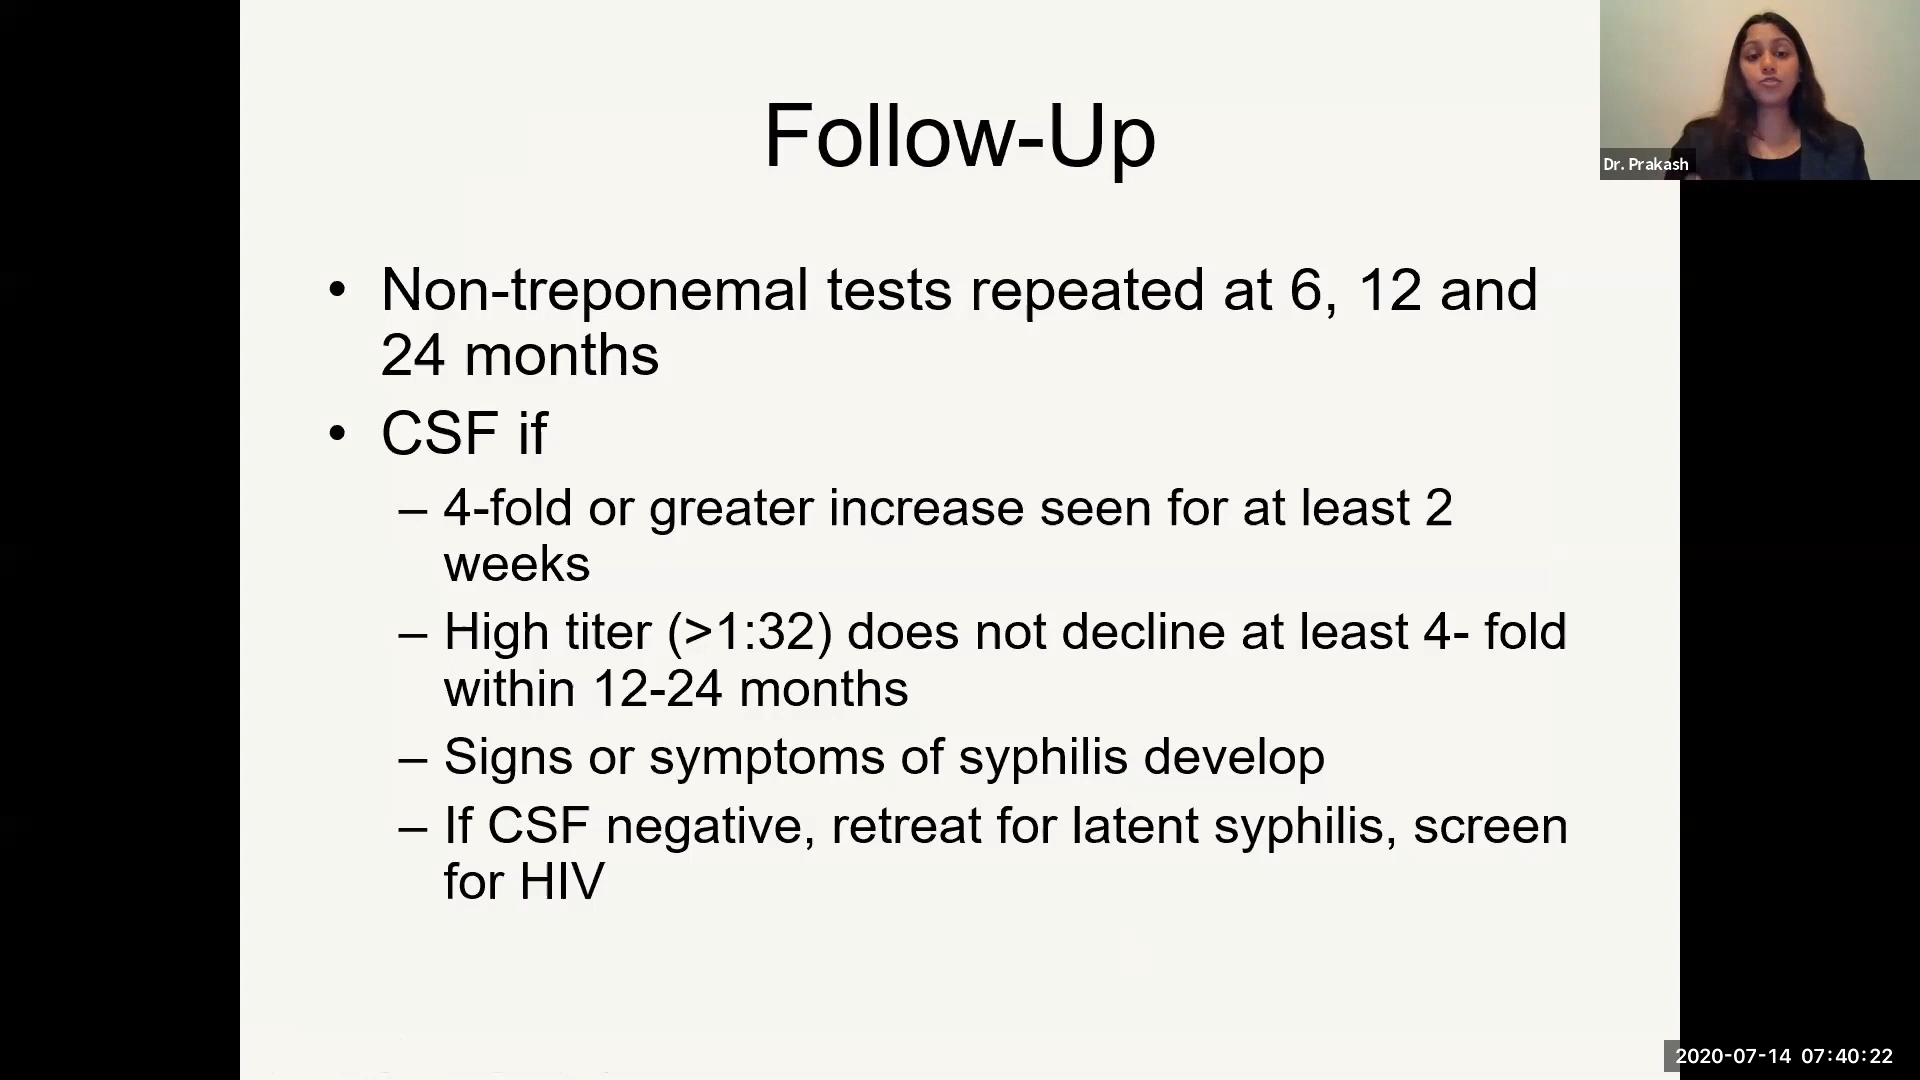 Follow-Up
Dr. Prakash
• Non-treponemal tests repeated at 6, 12 and
24 months
• CSF if
– 4-fold or greater increase seen for at least 2
weeks
– High titer (>1:32) does not decline at least 4- fold
within 12-24 months
– Signs or symptoms of syphilis develop
– If CSF negative, retreat for latent syphilis, screen
for HIV
2020-07-14 07:40:22